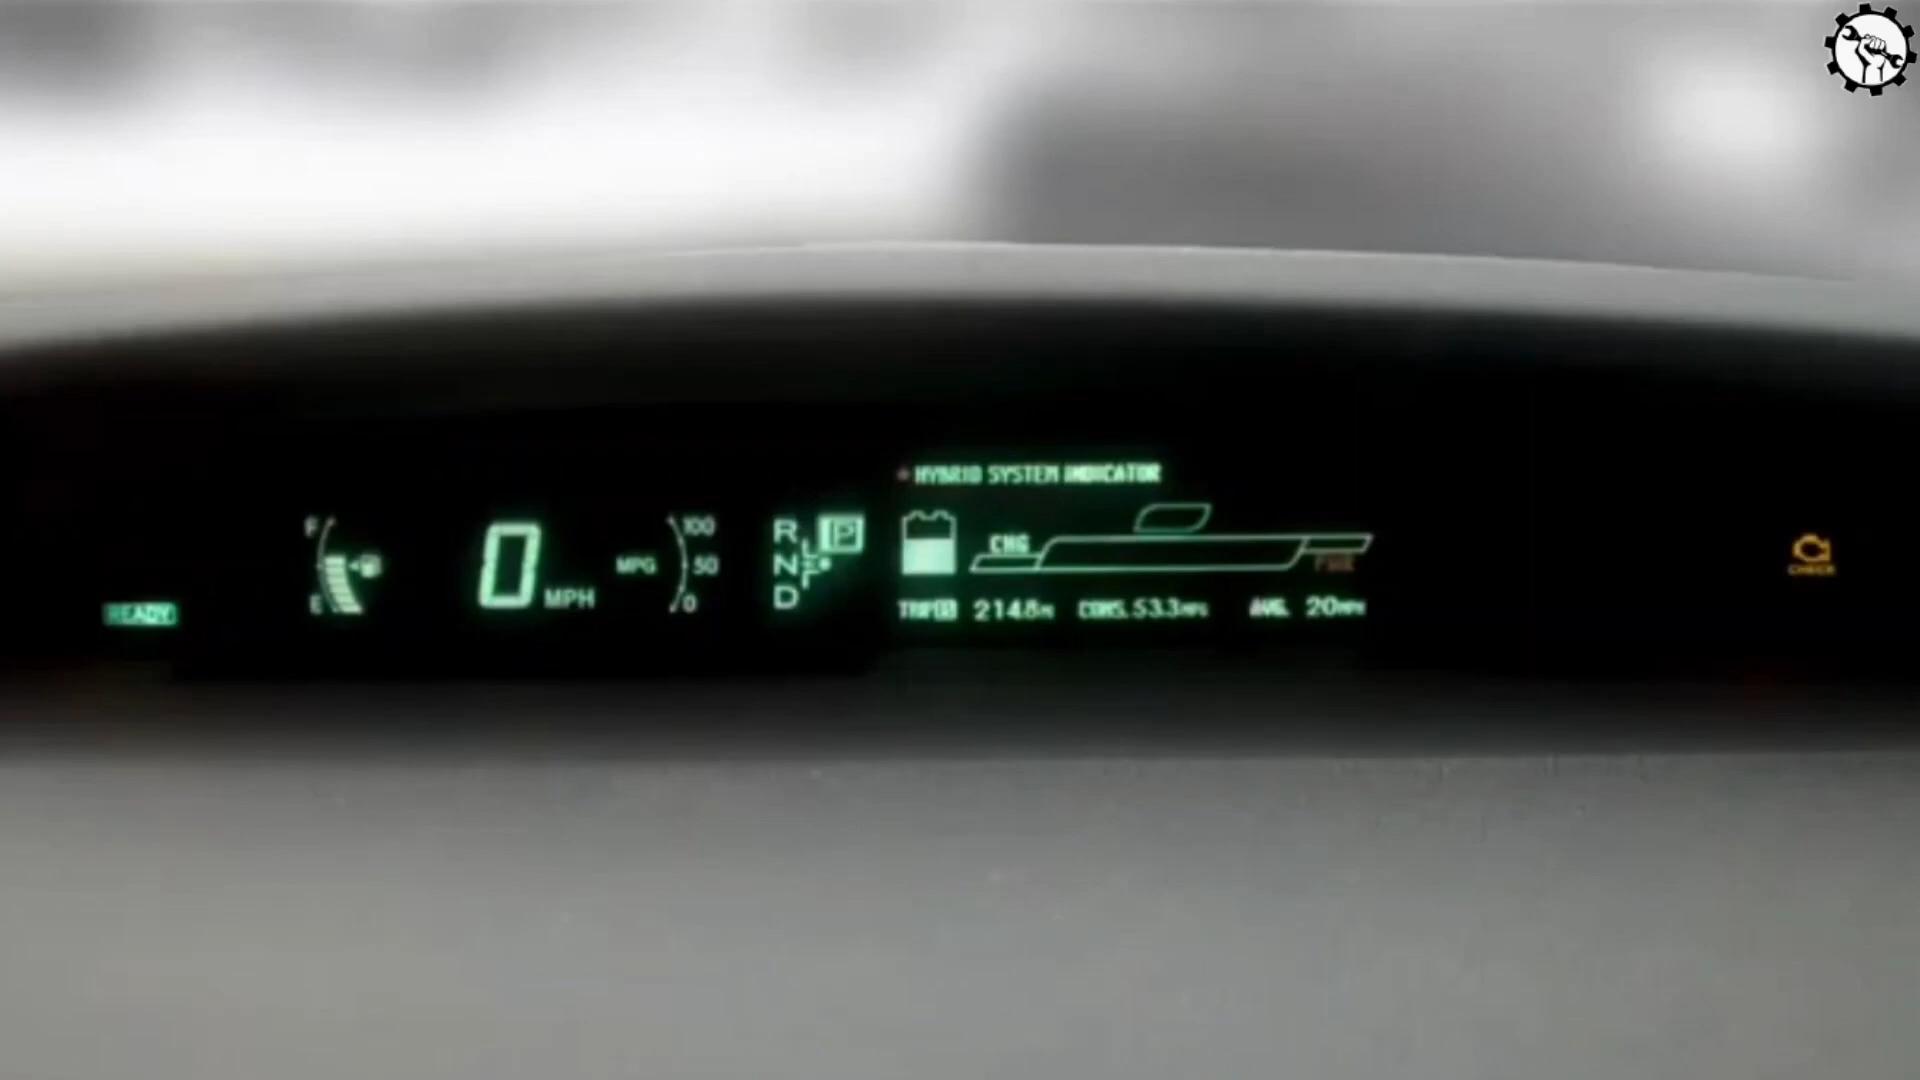 HYBRID SYSTEM INDICATOR
F
E
0 MPH
MPG
100
50
0
R
N
D
P
CHG
PWR
READY
TRIP 214.8M CONS. 53.3MPG AVG. 20MPH
CHECK